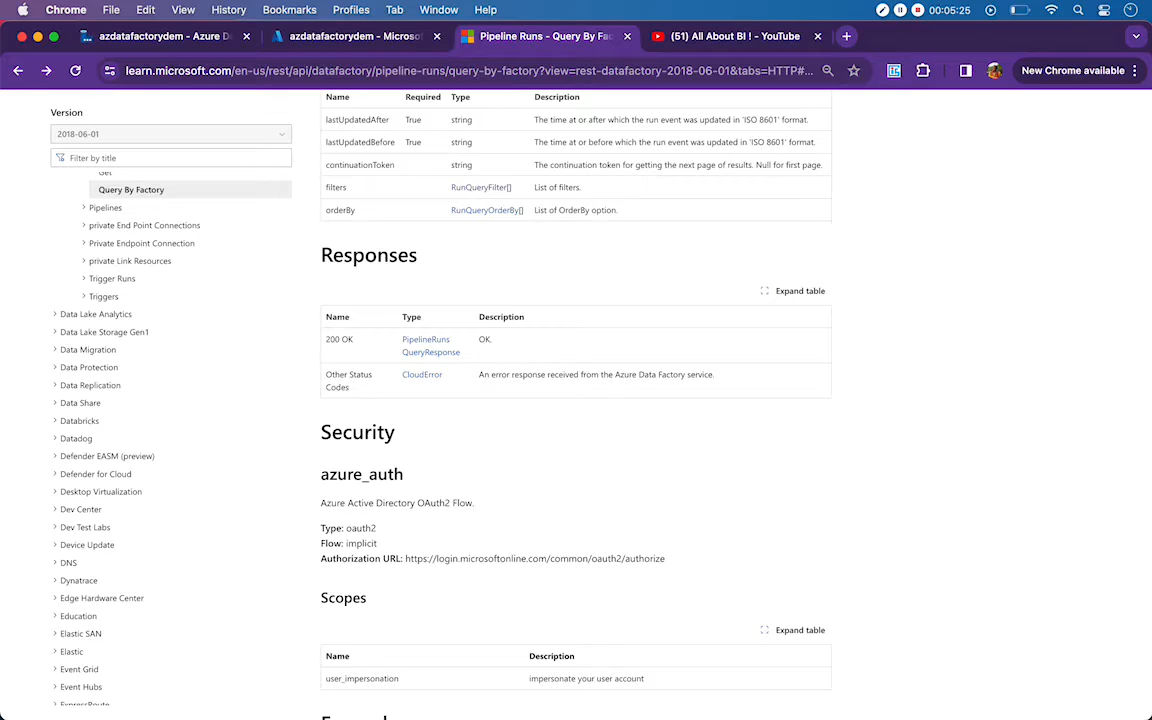 Chrome File Edit View History Bookmarks Profiles Tab Window Help 00:05:25
azdatafactorydem - Azure D
azdatafactorydem - Microsof
Pipeline Runs - Query By Fac
(51) All About BI ! - YouTube
learn.microsoft.com/en-us/rest/api/datafactory/pipeline-runs/query-by-factory?view=rest-datafactory-2018-06-01&tabs=HTTP#... New Chrome available
Version
2018-06-01
Filter by title
Get
Query By Factory
Pipelines
private End Point Connections
Private Endpoint Connection
private Link Resources
Trigger Runs
Triggers
Data Lake Analytics
Data Lake Storage Gen1
Data Migration
Data Protection
Data Replication
Data Share
Databricks
Datadog
Defender EASM (preview)
Defender for Cloud
Desktop Virtualization
Dev Center
Dev Test Labs
Device Update
DNS
Dynatrace
Edge Hardware Center
Education
Elastic SAN
Elastic
Event Grid
Event Hubs
ExpressRoute
Name Required Type Description
lastUpdatedAfter True string The time at or after which the run event was updated in 'ISO 8601' format.
lastUpdatedBefore True string The time at or before which the run event was updated in 'ISO 8601' format.
continuationToken string The continuation token for getting the next page of results. Null for first page.
filters RunQueryFilter[] List of filters.
orderBy RunQueryOrderBy[] List of OrderBy option.
Responses
Expand table
Name Type Description
200 OK PipelineRuns OK.
QueryResponse
Other Status CloudError An error response received from the Azure Data Factory service.
Codes
Security
azure_auth
Azure Active Directory OAuth2 Flow.
Type: oauth2
Flow: implicit
Authorization URL: https://login.microsoftonline.com/common/oauth2/authorize
Scopes
Expand table
Name Description
user_impersonation impersonate your user account